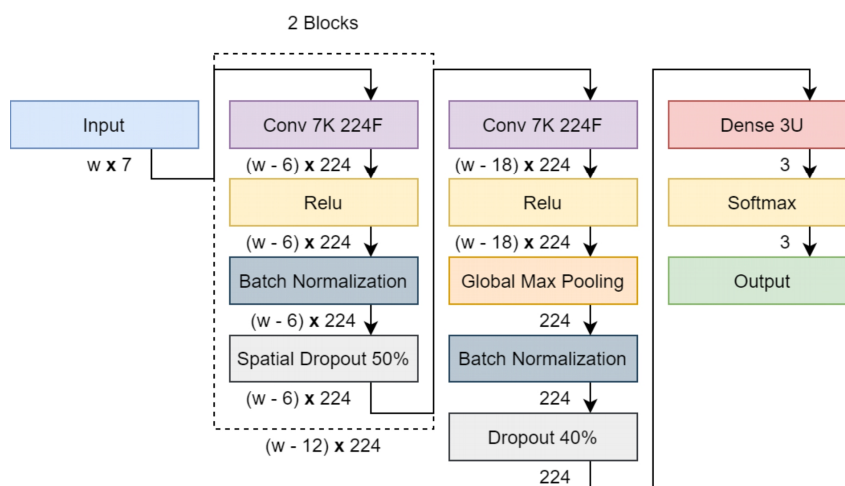 2 Blocks
Input
w x 7
Conv 7K 224F
(w - 6) x 224
Relu
(w - 6) x 224
Batch Normalization
(w - 6) x 224
Spatial Dropout 50%
(w - 6) x 224
(w - 12) x 224
Conv 7K 224F
(w - 18) x 224
Relu
(w - 18) x 224
Global Max Pooling
224
Batch Normalization
224
Dropout 40%
224
Dense 3U
3
Softmax
3
Output